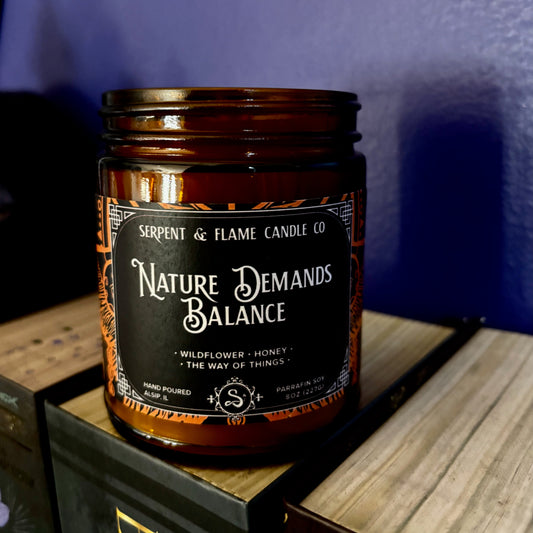 SERPENT & FLAME CANDLE CO
NATURE DEMANDS
BALANCE
· WILDFLOWER · HONEY ·
· THE WAY OF THINGS ·
HAND POURED
ALSIP, IL
S
PARRAFIN SOY
8OZ (227G)